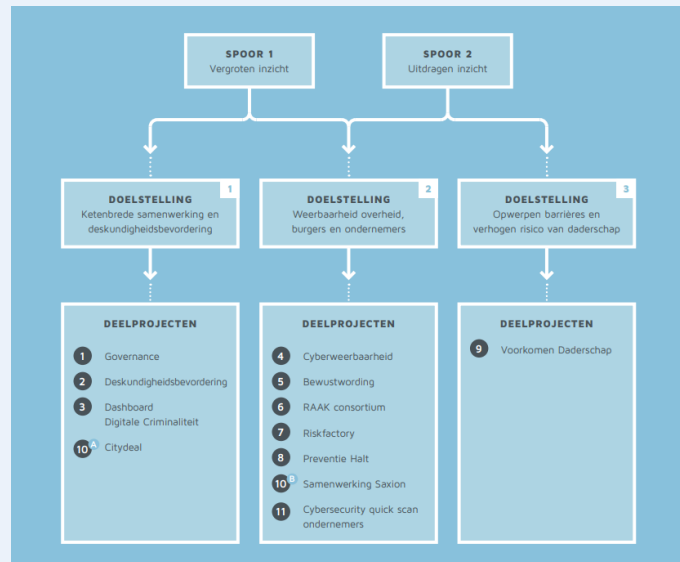 SPOOR 1
Vergroten inzicht
SPOOR 2
Uitdragen inzicht
1
DOELSTELLING
Ketenbrede samenwerking en
deskundigheidsbevordering
2
DOELSTELLING
Weerbaarheid overheid,
burgers en ondernemers
3
DOELSTELLING
Opwerpen barrières en
verhogen risico van daderschap
DEELPROJECTEN
1 Governance
2 Deskundigheidsbevordering
3 Dashboard
Digitale Criminaliteit
10 A Citydeal
DEELPROJECTEN
4 Cyberweerbaarheid
5 Bewustwording
6 RAAK consortium
7 Riskfactory
8 Preventie Halt
10 B Samenwerking Saxion
11 Cybersecurity quick scan
ondernemers
DEELPROJECTEN
9 Voorkomen Daderschap